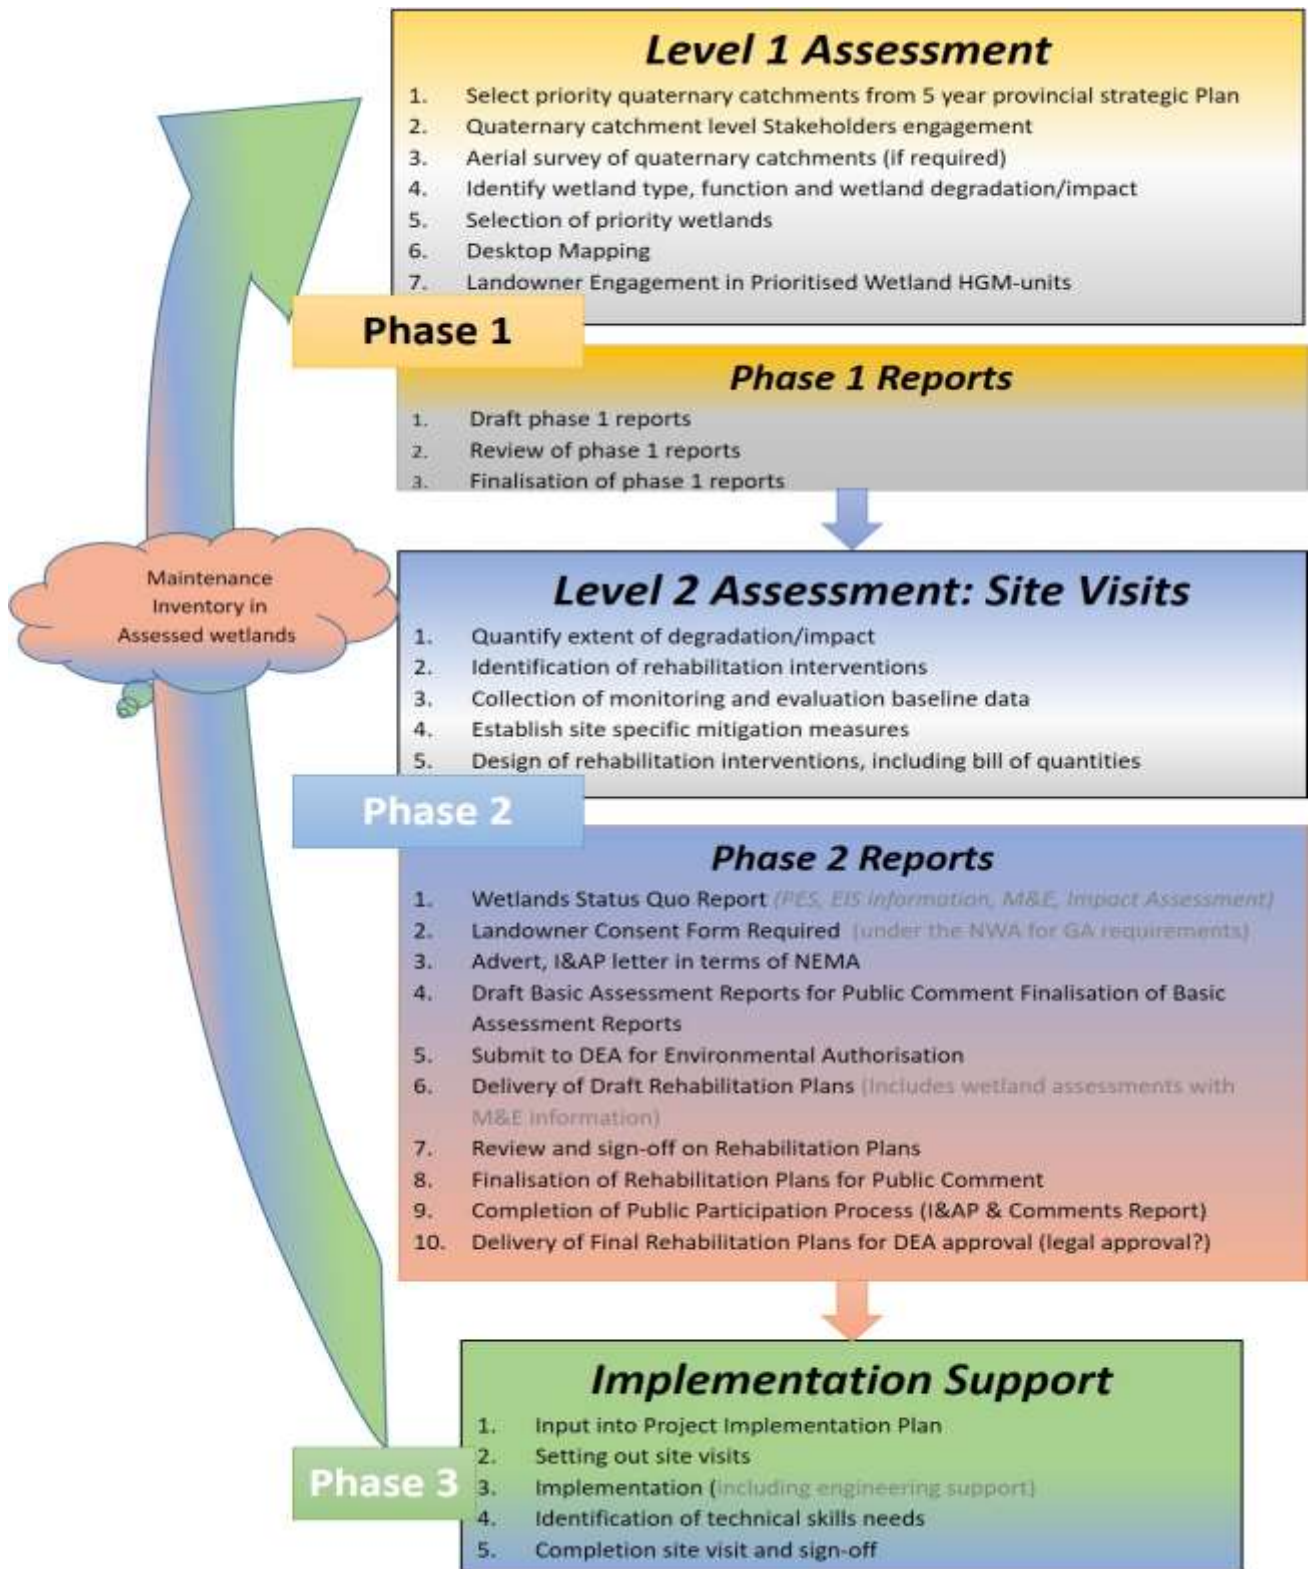 Level 1 Assessment
1. Select priority quaternary catchments from 5 year provincial strategic Plan
2. Quaternary catchment level Stakeholders engagement
3. Aerial survey of quaternary catchments (if required)
4. Identify wetland type, function and wetland degradation/impact
5. Selection of priority wetlands
6. Desktop Mapping
7. Landowner Engagement in Prioritised Wetland HGM-units
Phase 1
Phase 1 Reports
1. Draft phase 1 reports
2. Review of phase 1 reports
3. Finalisation of phase 1 reports
Maintenance
Inventory in
Assessed wetlands
Level 2 Assessment: Site Visits
1. Quantify extent of degradation/impact
2. Identification of rehabilitation interventions
3. Collection of monitoring and evaluation baseline data
4. Establish site specific mitigation measures
5. Design of rehabilitation interventions, including bill of quantities
Phase 2
Phase 2 Reports
1. Wetlands Status Quo Report (PES, EIS information, M&E, Impact Assessment)
2. Landowner Consent Form Required (under the NWA for GA requirements)
3. Advert, I&AP letter in terms of NEMA
4. Draft Basic Assessment Reports for Public Comment Finalisation of Basic
Assessment Reports
5. Submit to DEA for Environmental Authorisation
6. Delivery of Draft Rehabilitation Plans (Includes wetland assessments with
M&E information)
7. Review and sign-off on Rehabilitation Plans
8. Finalisation of Rehabilitation Plans for Public Comment
9. Completion of Public Participation Process (I&AP & Comments Report)
10. Delivery of Final Rehabilitation Plans for DEA approval (legal approval?)
Implementation Support
1. Input into Project Implementation Plan
2. Setting out site visits
Phase 3
3. Implementation (including engineering support)
4. Identification of technical skills needs
5. Completion site visit and sign-off